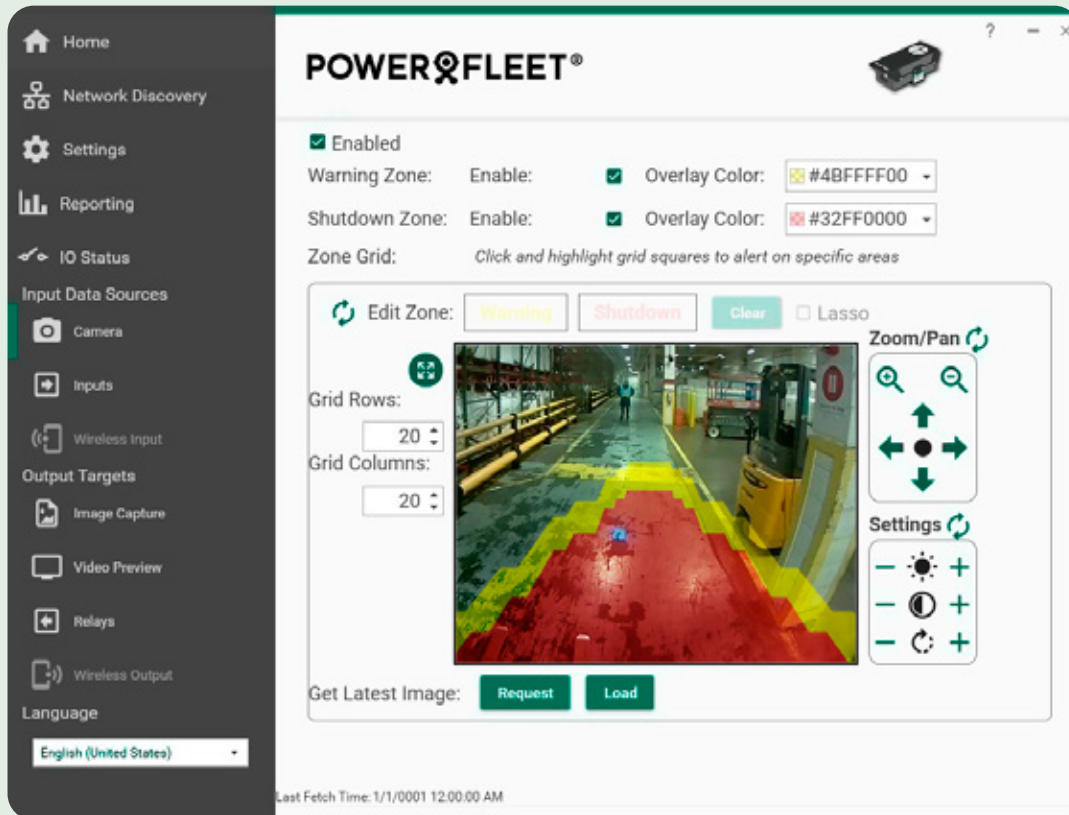 Home
Network Discovery
Settings
Reporting
IO Status
Input Data Sources
Camera
Inputs
Wireless Input
Output Targets
Image Capture
Video Preview
Relays
Wireless Output
Language
English (United States)
? − ×
POWERFLEET®
Enabled
Warning Zone: Enable: Overlay Color: #4BFFFF00
Shutdown Zone: Enable: Overlay Color: #32FF0000
Zone Grid: Click and highlight grid squares to alert on specific areas
Edit Zone: Warning Shutdown Clear Lasso
Zoom/Pan
Grid Rows:
20
Grid Columns:
20
Settings
Get Latest Image: Request Load
Last Fetch Time: 1/1/0001 12:00:00 AM